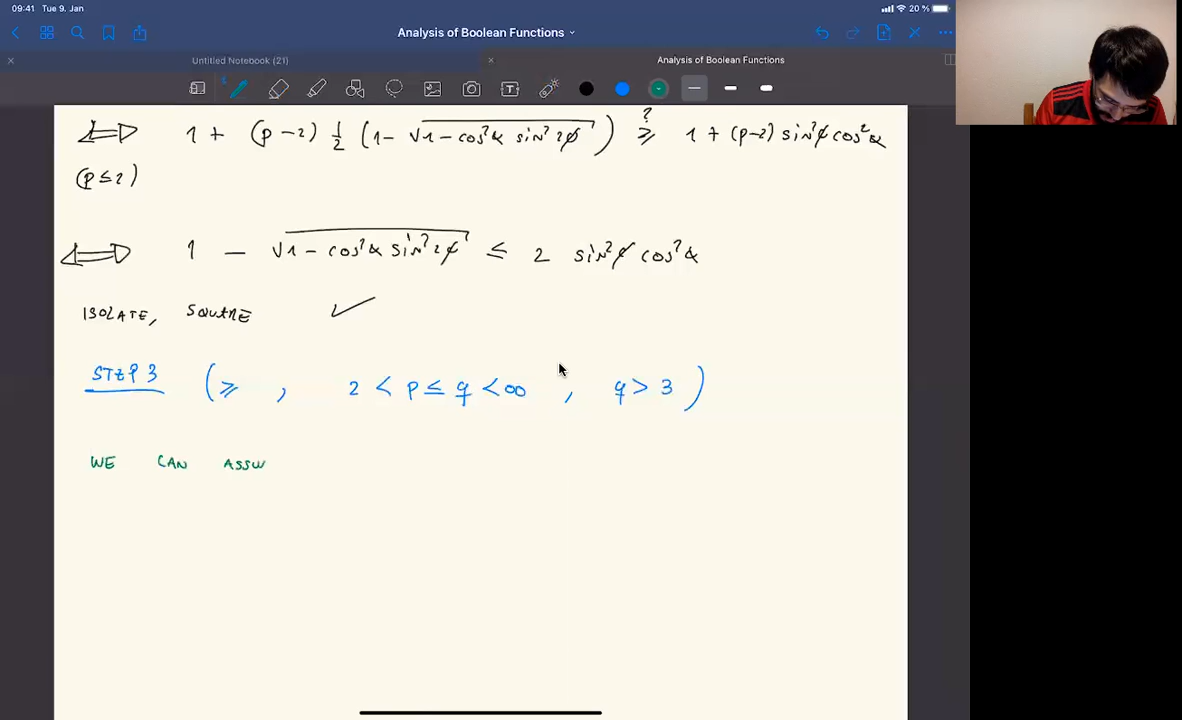 09:41 Tue 9. Jan
20 %
Analysis of Boolean Functions
Untitled Notebook (21)
Analysis of Boolean Functions
⟺ 1 + (p-2) 1/2 (1 - √1 - cos²α sin²2φ) ?≥ 1 + (p-2) sin²φ cos²α
(p ≤ 2)
⟺ 1 - √1 - cos²α sin²2φ ≤ 2 sin²φ cos²α
ISOLATE, SQUARE ✓
STEP 3 (≥, 2 < p ≤ q < ∞, q > 3)
WE CAN ASSU